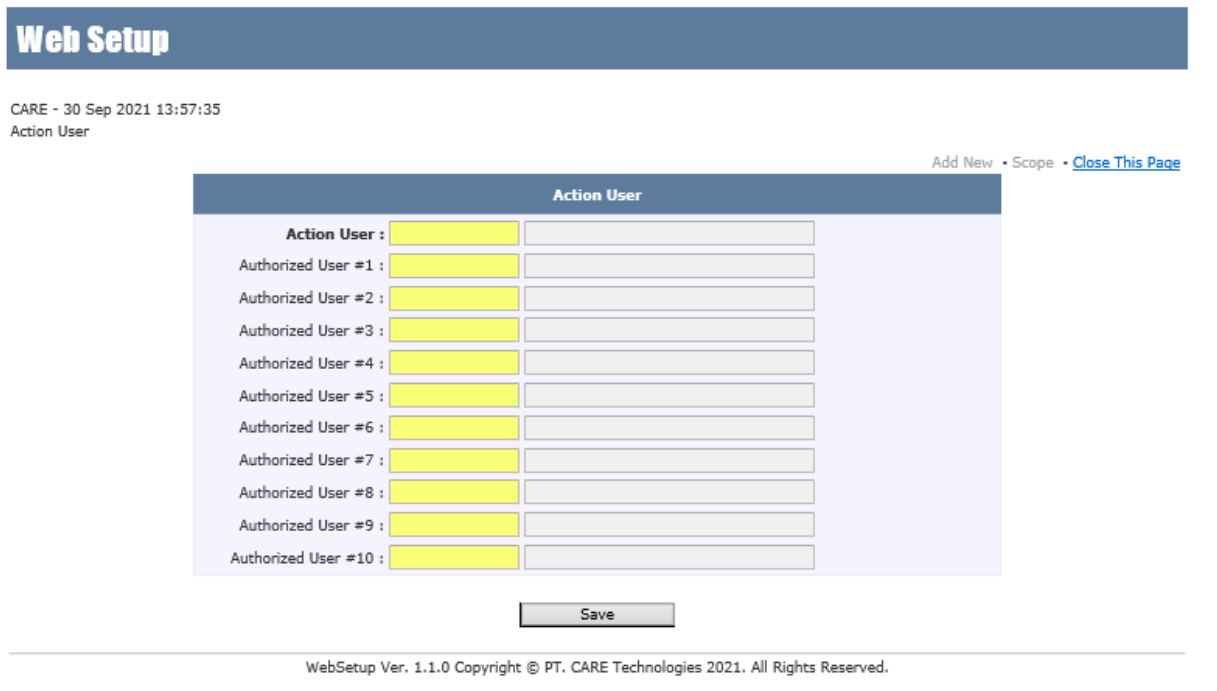 Web Setup
CARE - 30 Sep 2021 13:57:35
Action User
Add New • Scope • Close This Page
Action User
Action User :
Authorized User #1 :
Authorized User #2 :
Authorized User #3 :
Authorized User #4 :
Authorized User #5 :
Authorized User #6 :
Authorized User #7 :
Authorized User #8 :
Authorized User #9 :
Authorized User #10 :
Save
WebSetup Ver. 1.1.0 Copyright © PT. CARE Technologies 2021. All Rights Reserved.